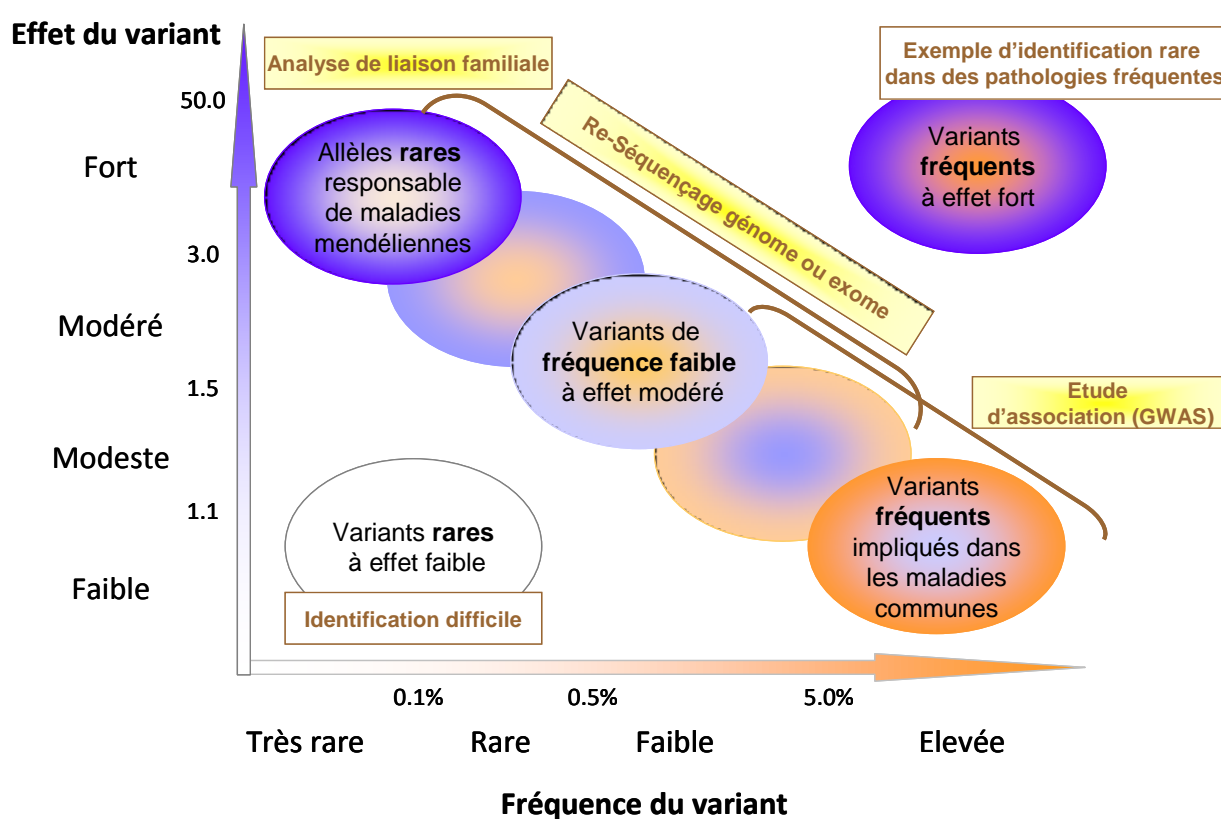 Effet du variant
Analyse de liaison familiale
Exemple d’identification rare
dans des pathologies fréquentes
50.0
Fort
3.0
Modéré
1.5
Modeste
1.1
Faible
Allèles rares
responsable
de maladies
mendéliennes
Re-Séquençage génome ou exome
Variants
fréquents
à effet fort
Variants de
fréquence faible
à effet modéré
Etude
d’association (GWAS)
Variants rares
à effet faible
Identification difficile
Variants
fréquents
impliqués dans
les maladies
communes
0.1%
0.5%
5.0%
Très rare
Rare
Faible
Elevée
Fréquence du variant